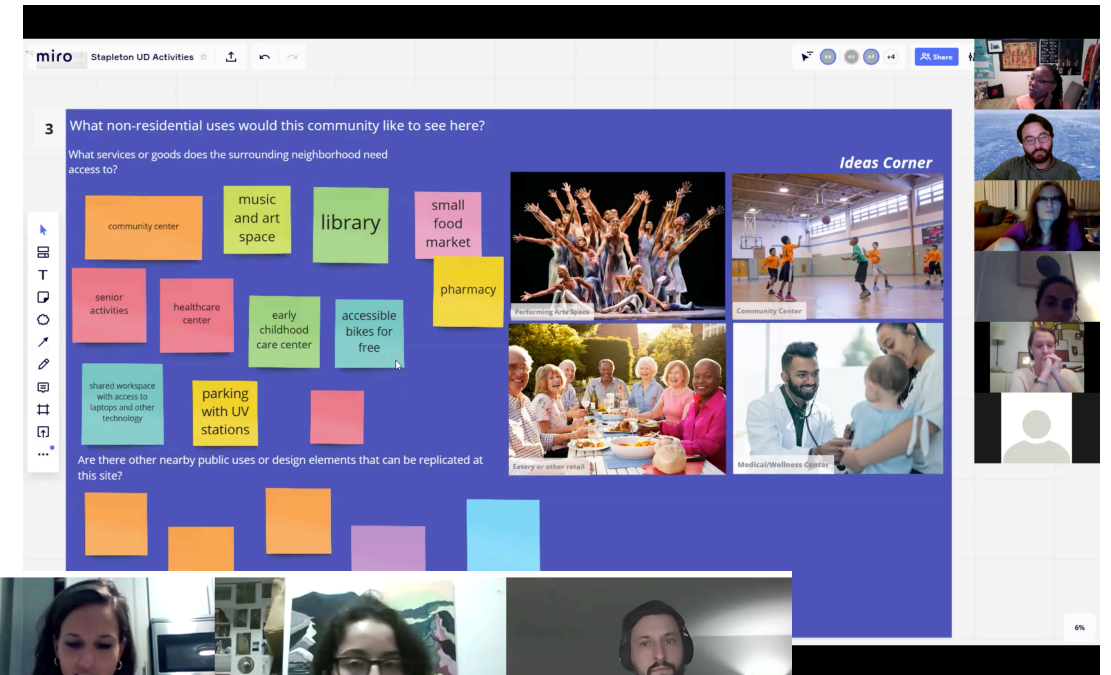 miro
Stapleton UD Activities
+4
Share
3
What non-residential uses would this community like to see here?
What services or goods does the surrounding neighborhood need
access to?
Ideas Corner
community center
music
and art
space
library
small
food
market
senior
activities
healthcare
center
early
childhood
care center
accessible
bikes for
free
pharmacy
shared workspace
with access to
laptops and other
technology
parking
with UV
stations
Performing Arts Space
Community Center
Eatery or other retail
Medical/Wellness Center
Are there other nearby public uses or design elements that can be replicated at
this site?
6%